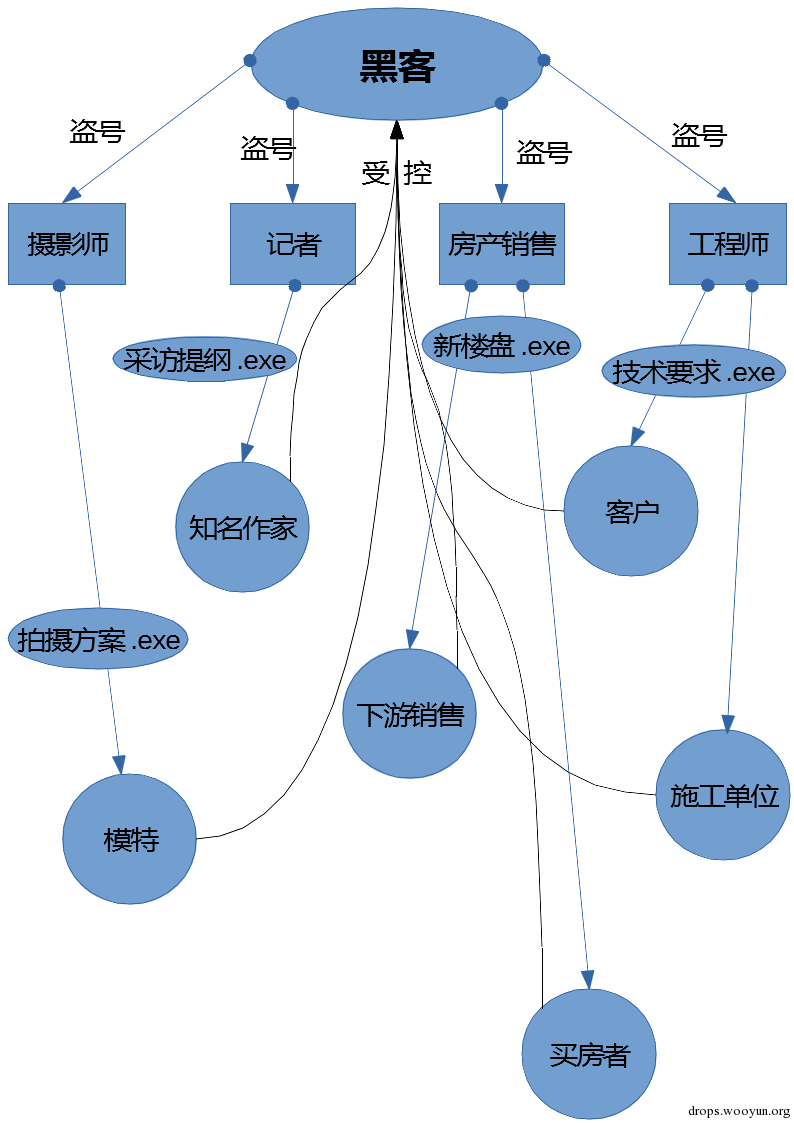 黑客
盗号
盗号
盗号
盗号
受 控
摄影师
记者
房产销售
工程师
采访提纲 .exe
新楼盘 .exe
技术要求 .exe
知名作家
客户
拍摄方案 .exe
下游销售
模特
施工单位
买房者
drops.wooyun.org